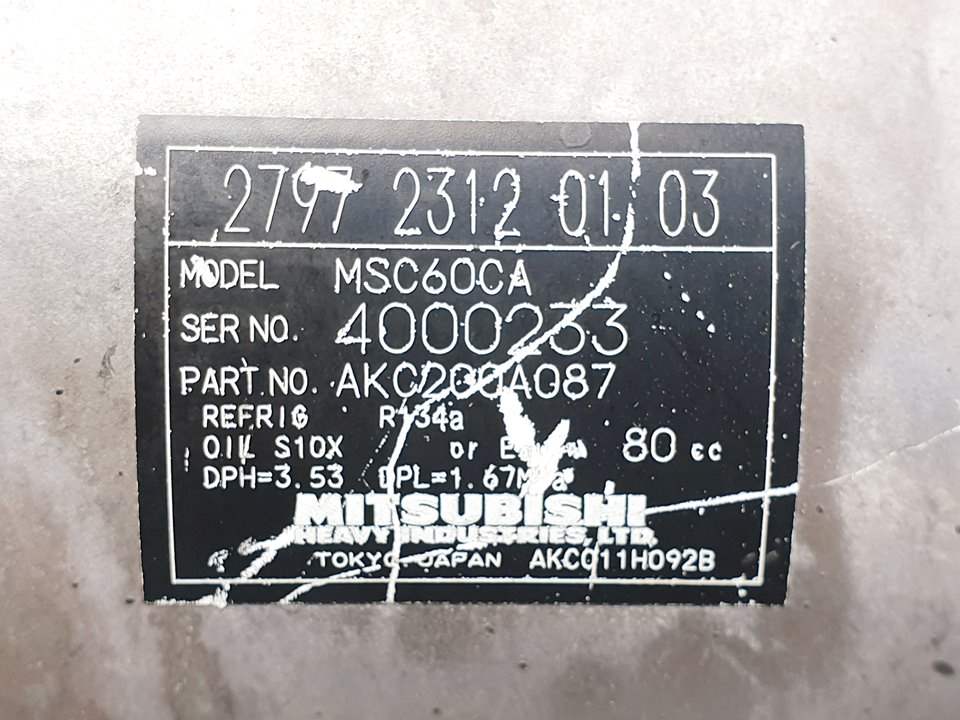 2797 2312 01 03
MODEL MSC60CA
SER NO. 4000233
PART NO. AKC200A087
REFRIG R134a
OIL S10X or 80 cc
DPH=3.53 DPL=1.67MPa
MITSUBISHI
HEAVY INDUSTRIES, LTD.
TOKYO JAPAN AKC011H092B